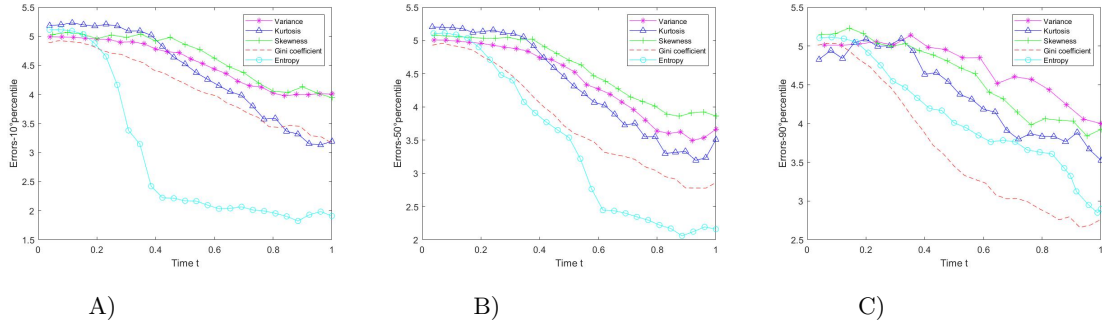 5.5
5
4.5
4
3.5
3
2.5
2
1.5
0
0.2
0.4
0.6
0.8
1
Time t
Errors-10°percentile
Variance
Kurtosis
Skewness
Gini coefficient
Entropy
A)
5.5
5
4.5
4
3.5
3
2.5
2
0
0.2
0.4
0.6
0.8
1
Time t
Errors-50°percentile
Variance
Kurtosis
Skewness
Gini coefficient
Entropy
B)
5.5
5
4.5
4
3.5
3
2.5
0
0.2
0.4
0.6
0.8
1
Time t
Errors-90°percentile
Variance
Kurtosis
Skewness
Gini coefficient
Entropy
C)